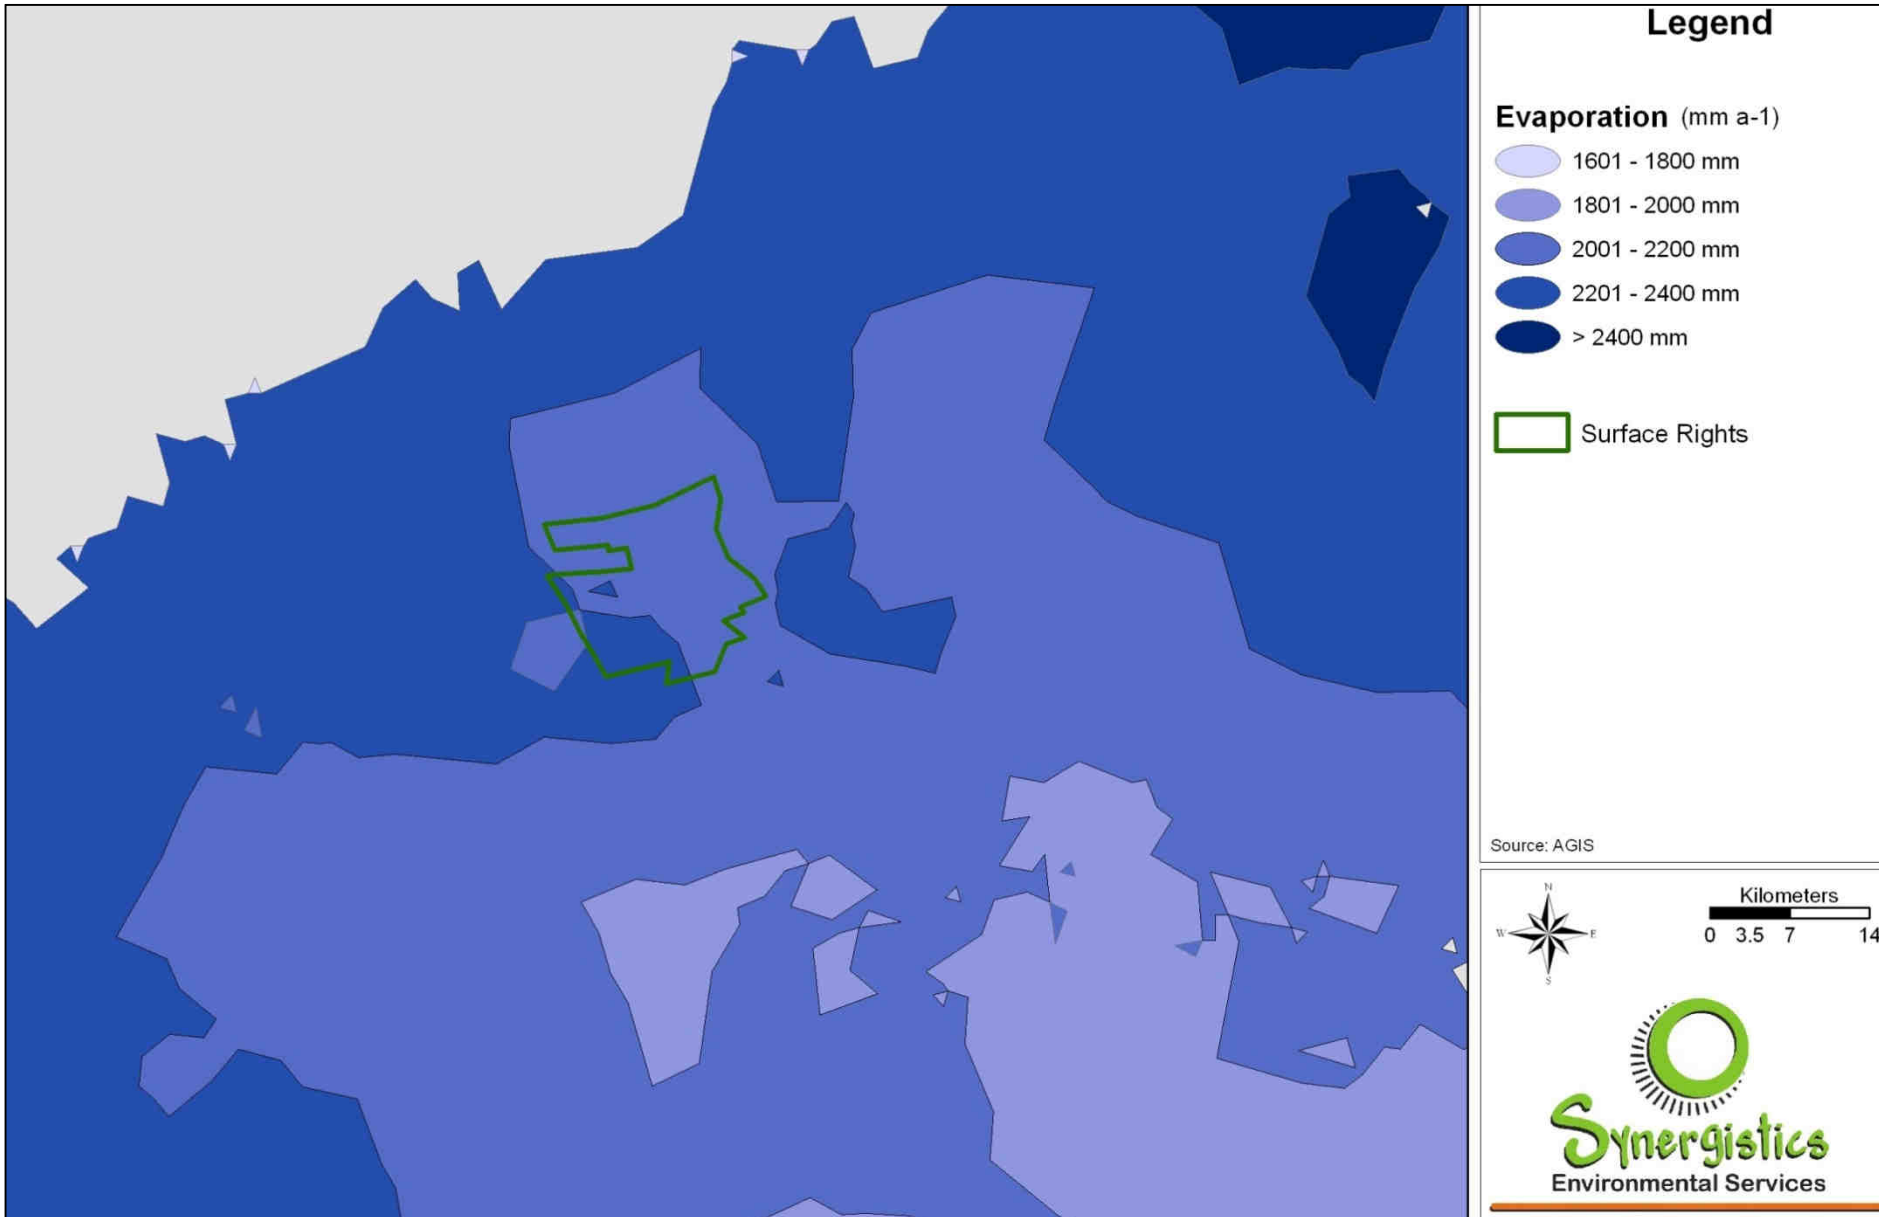 Legend
Evaporation (mm a-1)
1601 - 1800 mm
1801 - 2000 mm
2001 - 2200 mm
2201 - 2400 mm
> 2400 mm
Surface Rights
Source: AGIS
N
W E
S
Kilometers
0 3.5 7 14
Synergistics
Environmental Services